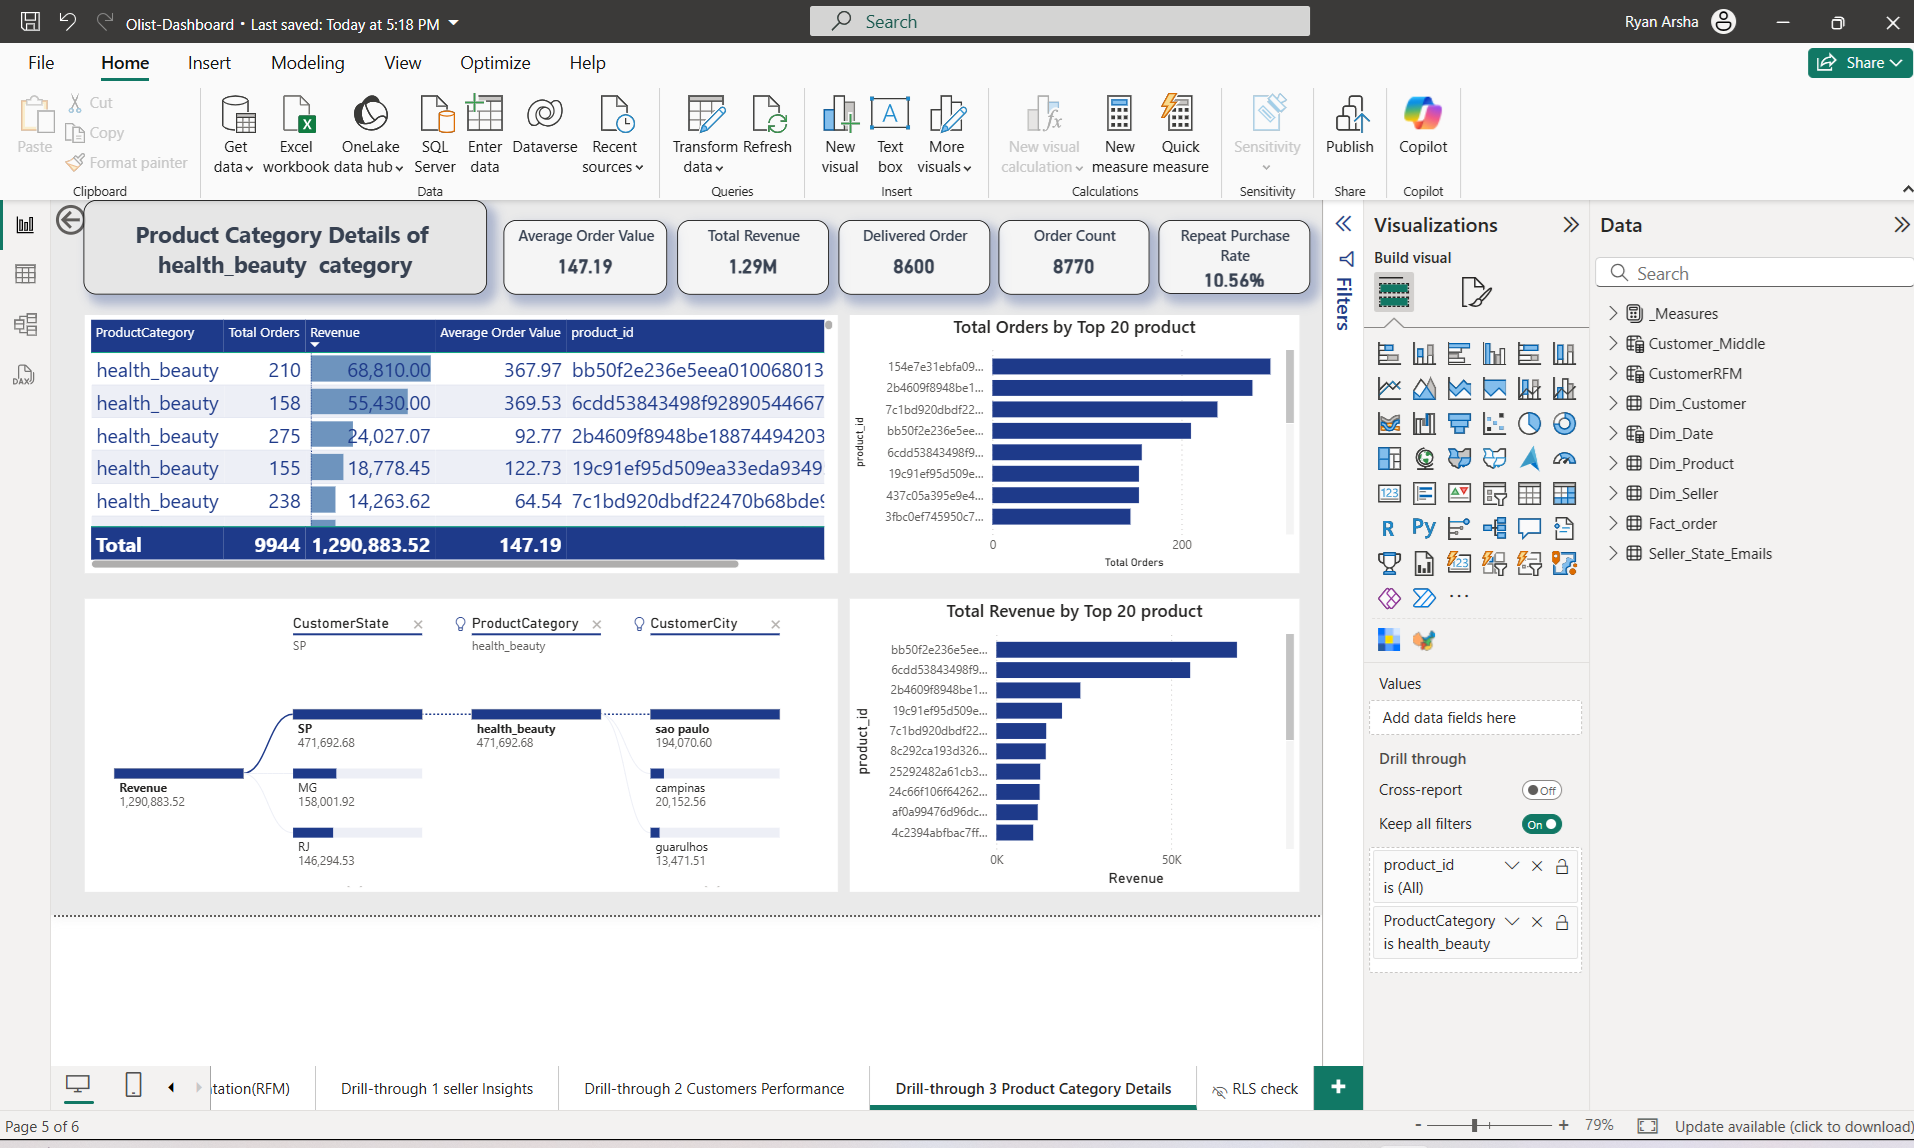 Olist-Dashboard • Last saved: Today at 5:18 PM
Search
Ryan Arsha
File
Home
Insert
Modeling
View
Optimize
Help
Share
Paste
Cut
Copy
Format painter
Clipboard
Get data
Excel workbook
OneLake data hub
SQL Server
Enter data
Dataverse
Recent sources
Data
Transform data
Refresh
Queries
New visual
Text box
More visuals
Insert
New visual calculation
New measure
Quick measure
Calculations
Sensitivity
Sensitivity
Publish
Share
Copilot
Copilot
Product Category Details of
health_beauty category
Average Order Value
147.19
Total Revenue
1.29M
Delivered Order
8600
Order Count
8770
Repeat Purchase
Rate
10.56%
ProductCategory Total Orders Revenue Average Order Value product_id
health_beauty 210 68,810.00 367.97 bb50f2e236e5eea010068013
health_beauty 158 55,430.00 369.53 6cdd53843498f92890544667
health_beauty 275 24,027.07 92.77 2b4609f8948be18874494203
health_beauty 155 18,778.45 122.73 19c91ef95d509ea33eda9349
health_beauty 238 14,263.62 64.54 7c1bd920dbdf22470b68bde
Total 9944 1,290,883.52 147.19
Total Orders by Top 20 product
product_id
154e7e31ebfa09...
2b4609f8948be1...
7c1bd920dbdf22...
bb50f2e236e5ee...
6cdd53843498f9...
19c91ef95d509e...
437c05a395e9e4...
3fbc0ef745950c7...
0 200
Total Orders
CustomerState
SP
ProductCategory
health_beauty
CustomerCity
Revenue
1,290,883.52
SP
471,692.68
MG
158,001.92
RJ
146,294.53
health_beauty
471,692.68
sao paulo
194,070.60
campinas
20,152.56
guarulhos
13,471.51
Total Revenue by Top 20 product
product_id
bb50f2e236e5ee...
6cdd53843498f9...
2b4609f8948be1...
19c91ef95d509e...
7c1bd920dbdf22...
8c292ca193d326...
25292482a61cb3...
24c66f106f64262...
af0a99476d96dc...
4c2394abfbac7ff...
0K 50K
Revenue
Filters
Visualizations
Build visual
Values
Add data fields here
Drill through
Cross-report
Off
Keep all filters
On
product_id
is (All)
ProductCategory
is health_beauty
Data
Search
_Measures
Customer_Middle
CustomerRFM
Dim_Customer
Dim_Date
Dim_Product
Dim_Seller
Fact_order
Seller_State_Emails
DAX
123
R
Py
123
tation(RFM)
Drill-through 1 seller Insights
Drill-through 2 Customers Performance
Drill-through 3 Product Category Details
RLS check
Page 5 of 6
- + 79%
Update available (click to download)